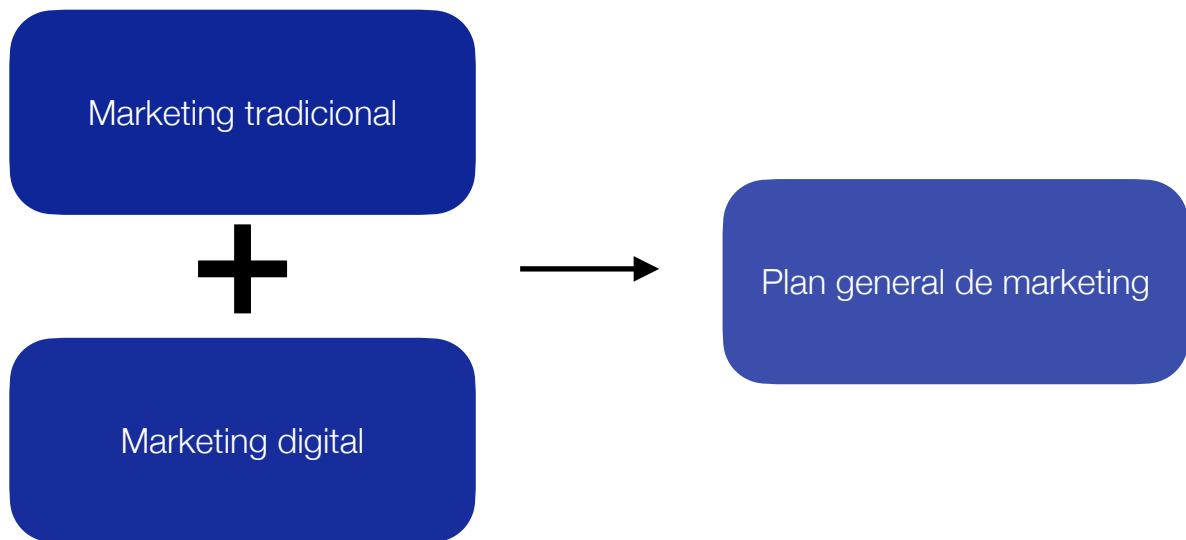 Marketing tradicional
Plan general de marketing
Marketing digital